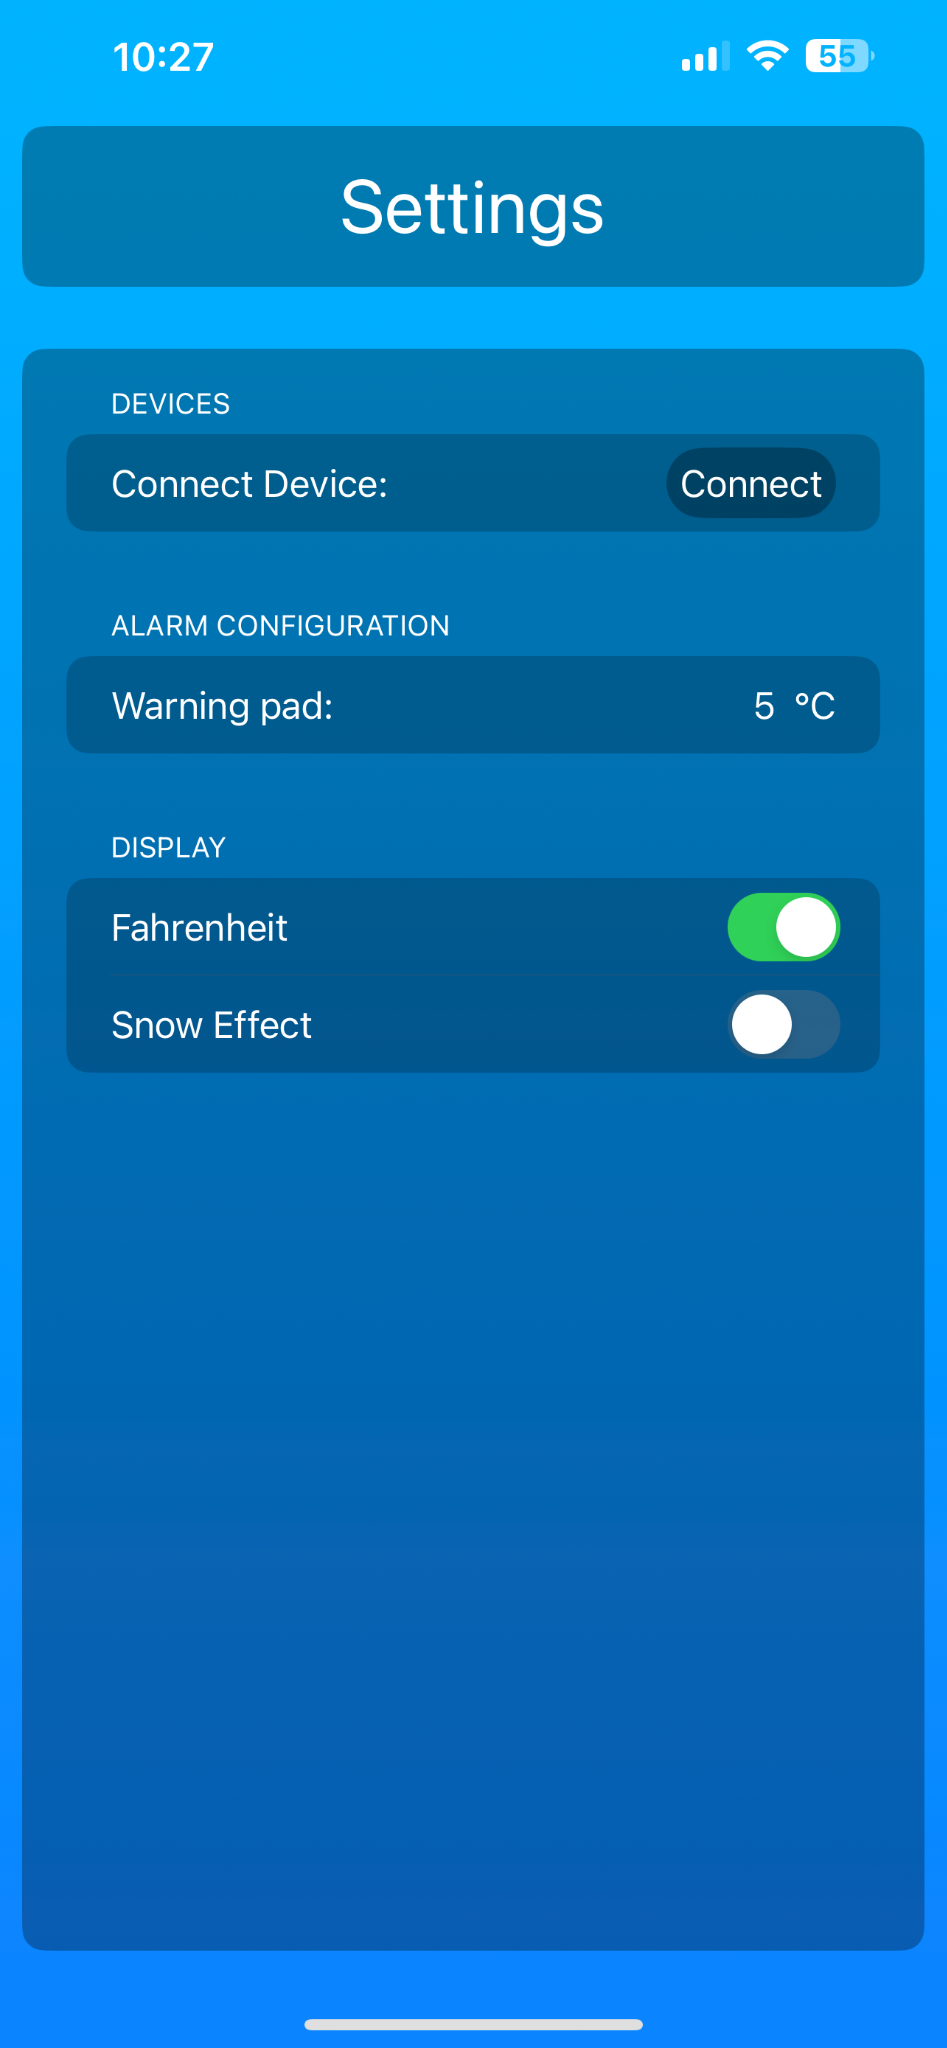 10:27 55
Settings
DEVICES
Connect Device: Connect
ALARM CONFIGURATION
Warning pad: 5 °C
DISPLAY
Fahrenheit
Snow Effect